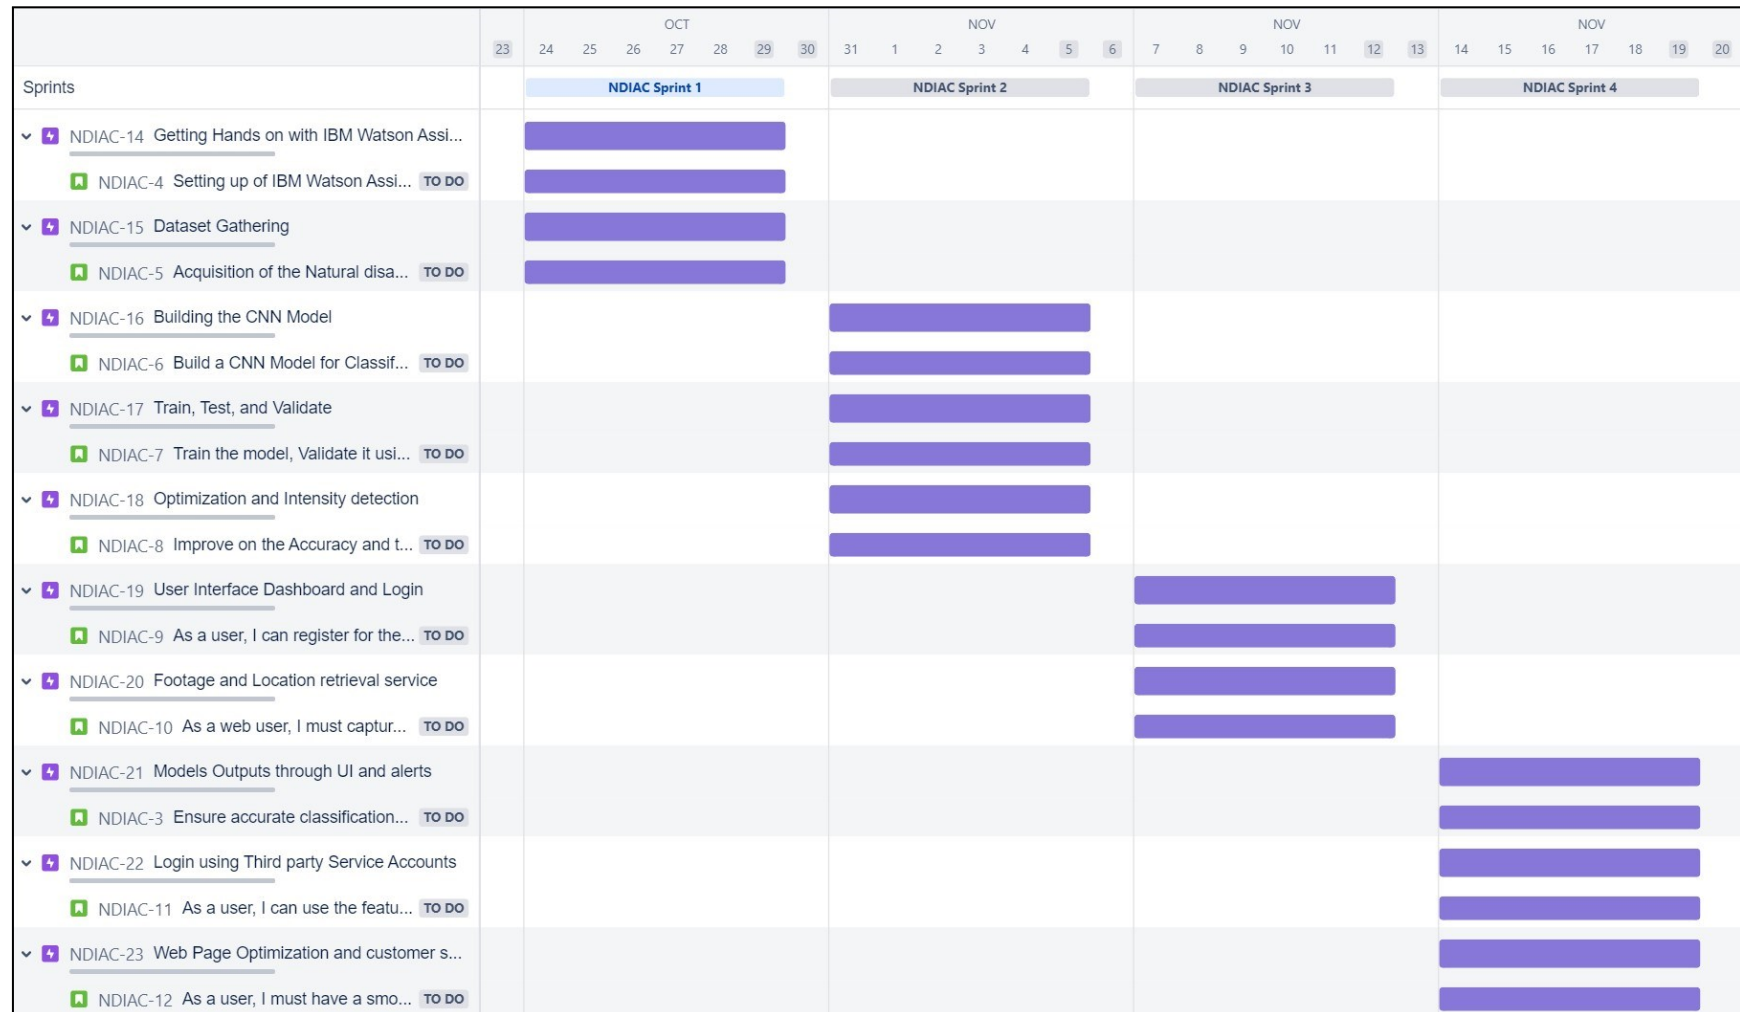 OCT NOV NOV NOV
23 24 25 26 27 28 29 30 31 1 2 3 4 5 6 7 8 9 10 11 12 13 14 15 16 17 18 19 20
Sprints NDIAC Sprint 1 NDIAC Sprint 2 NDIAC Sprint 3 NDIAC Sprint 4
NDIAC-14 Getting Hands on with IBM Watson Assi...
NDIAC-4 Setting up of IBM Watson Assi... TO DO
NDIAC-15 Dataset Gathering
NDIAC-5 Acquisition of the Natural disa... TO DO
NDIAC-16 Building the CNN Model
NDIAC-6 Build a CNN Model for Classif... TO DO
NDIAC-17 Train, Test, and Validate
NDIAC-7 Train the model, Validate it usi... TO DO
NDIAC-18 Optimization and Intensity detection
NDIAC-8 Improve on the Accuracy and t... TO DO
NDIAC-19 User Interface Dashboard and Login
NDIAC-9 As a user, I can register for the... TO DO
NDIAC-20 Footage and Location retrieval service
NDIAC-10 As a web user, I must captur... TO DO
NDIAC-21 Models Outputs through UI and alerts
NDIAC-3 Ensure accurate classification... TO DO
NDIAC-22 Login using Third party Service Accounts
NDIAC-11 As a user, I can use the featu... TO DO
NDIAC-23 Web Page Optimization and customer s...
NDIAC-12 As a user, I must have a smo... TO DO